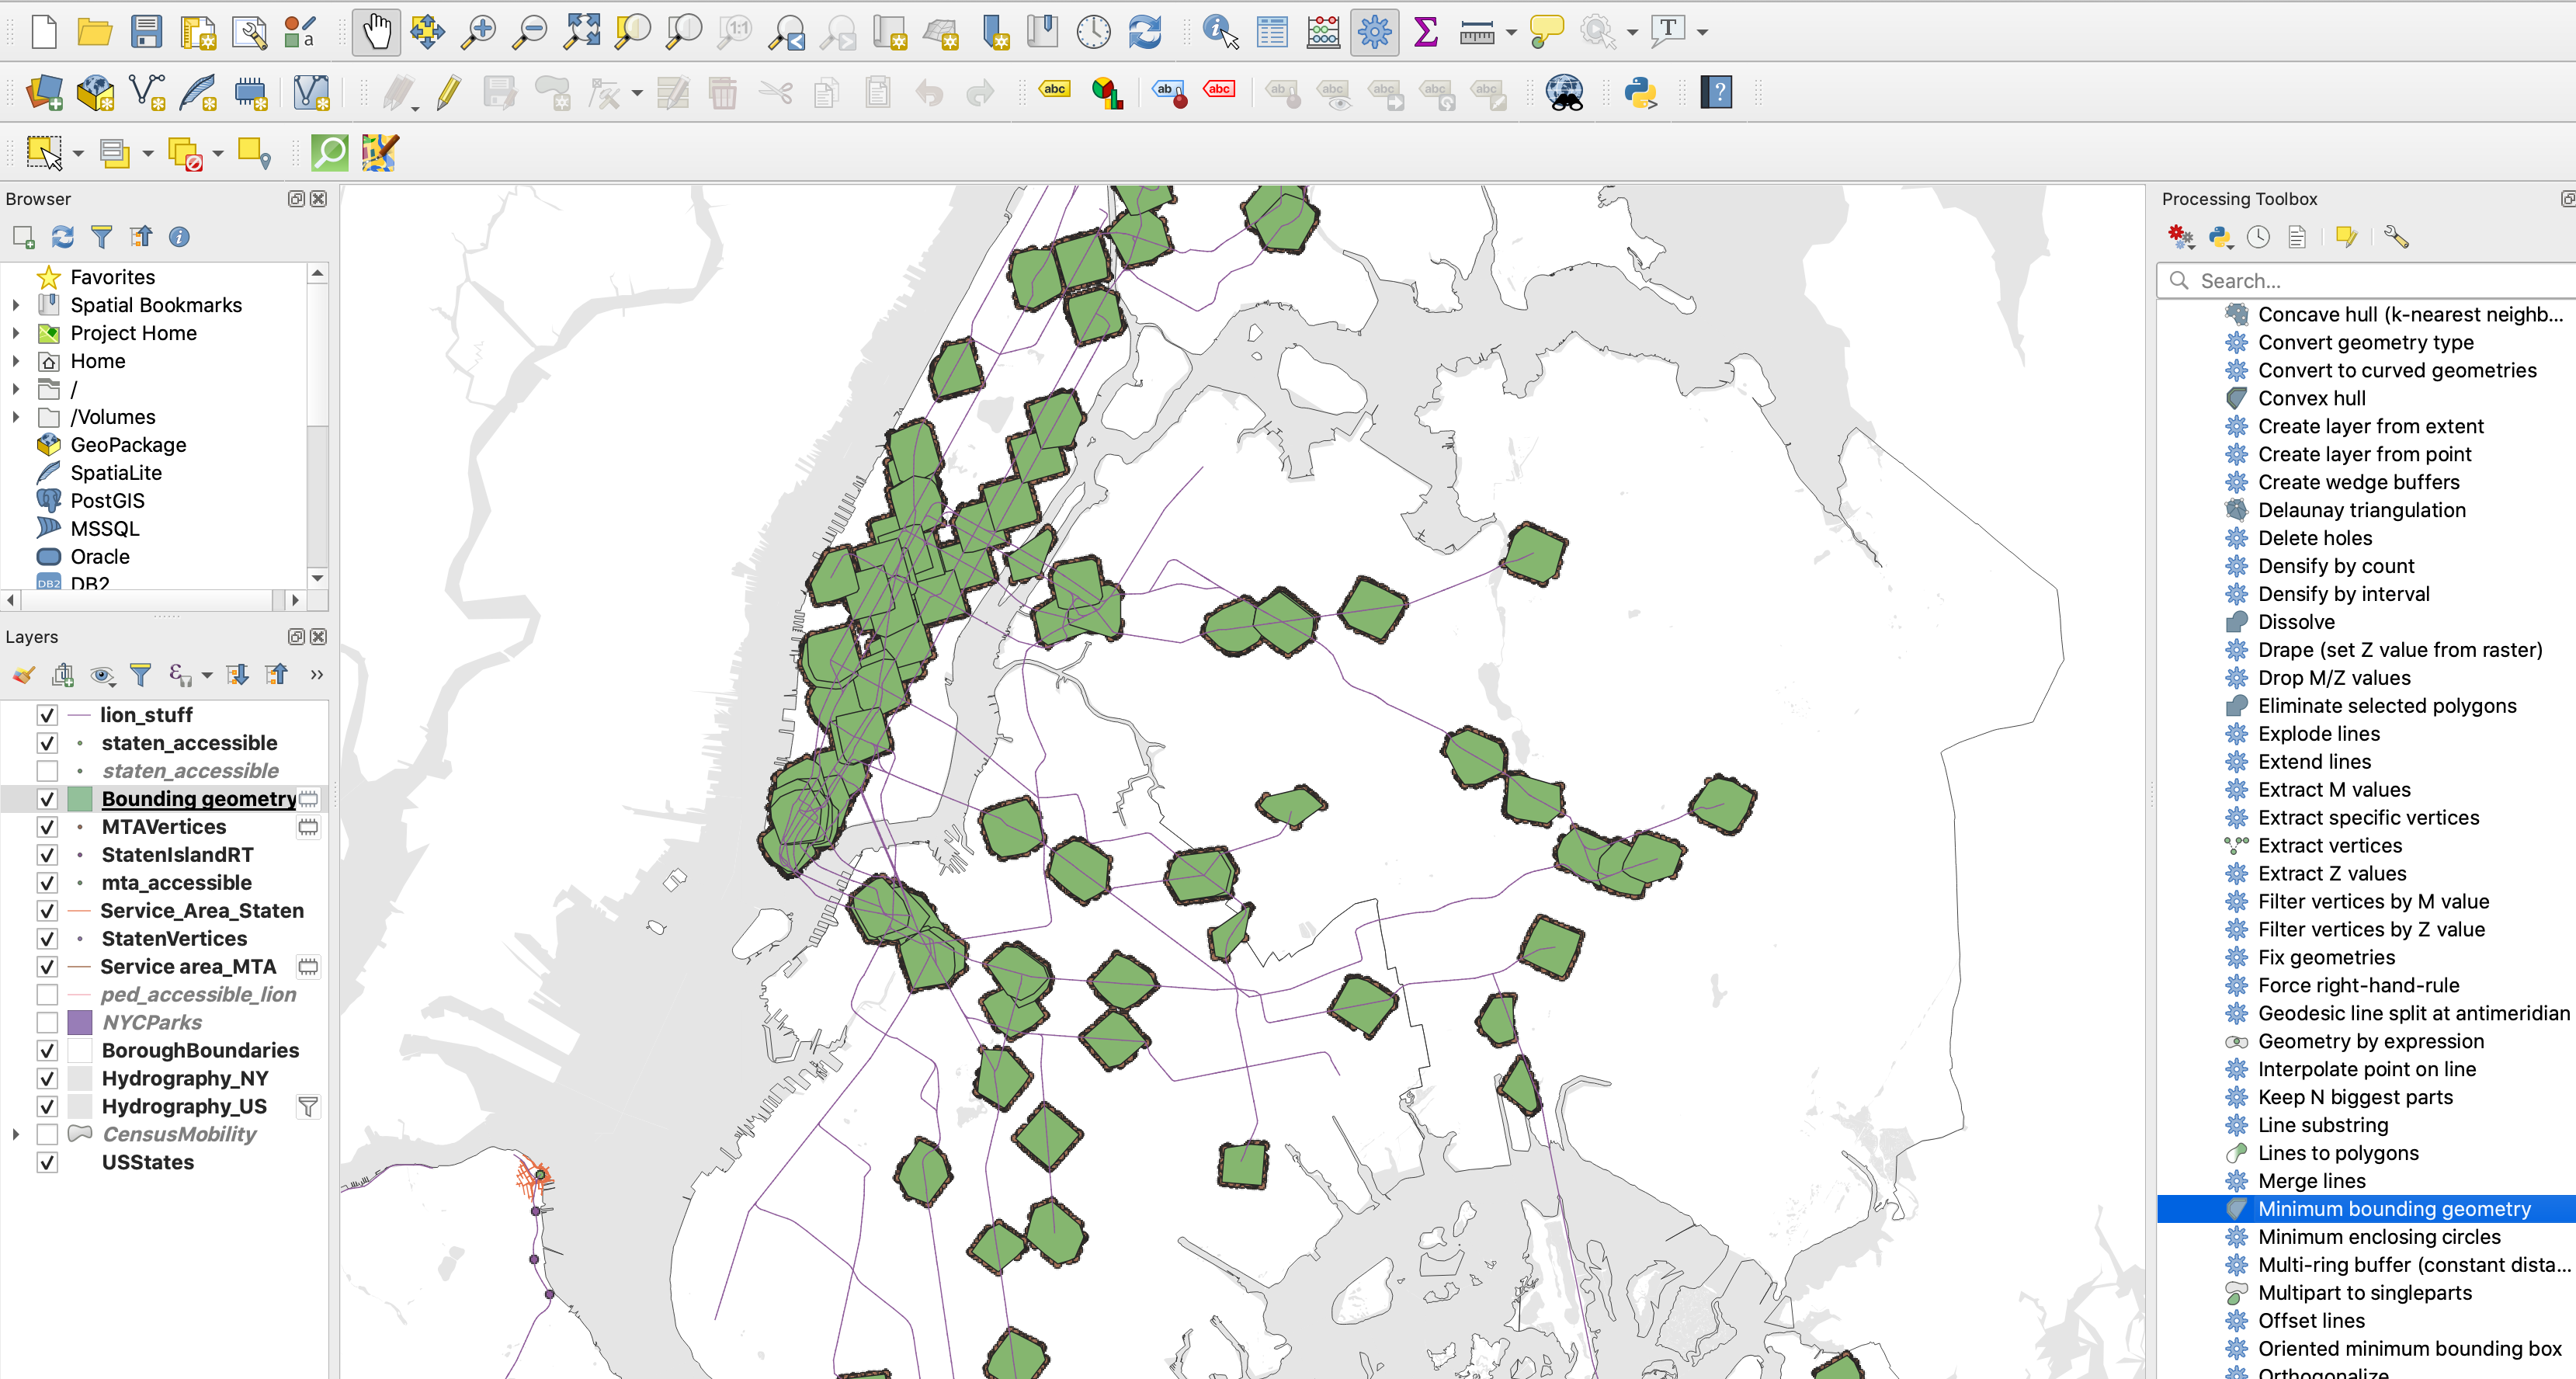 a
1:1
T
abc
ab
abc
ab
abc
abc
abc
abc
?
Browser
Favorites
Spatial Bookmarks
Project Home
Home
/
/Volumes
GeoPackage
SpatiaLite
PostGIS
MSSQL
Oracle
DB2 DB2
Layers
lion_stuff
staten_accessible
staten_accessible
Bounding geometry
MTAVertices
StatenIslandRT
mta_accessible
Service_Area_Staten
StatenVertices
Service area_MTA
ped_accessible_lion
NYCParks
BoroughBoundaries
Hydrography_NY
Hydrography_US
CensusMobility
USStates
Processing Toolbox
Search...
Concave hull (k-nearest neighb...
Convert geometry type
Convert to curved geometries
Convex hull
Create layer from extent
Create layer from point
Create wedge buffers
Delaunay triangulation
Delete holes
Densify by count
Densify by interval
Dissolve
Drape (set Z value from raster)
Drop M/Z values
Eliminate selected polygons
Explode lines
Extend lines
Extract M values
Extract specific vertices
Extract vertices
Extract Z values
Filter vertices by M value
Filter vertices by Z value
Fix geometries
Force right-hand-rule
Geodesic line split at antimeridian
Geometry by expression
Interpolate point on line
Keep N biggest parts
Line substring
Lines to polygons
Merge lines
Minimum bounding geometry
Minimum enclosing circles
Multi-ring buffer (constant dista...
Multipart to singleparts
Offset lines
Oriented minimum bounding box
Orthogonalize